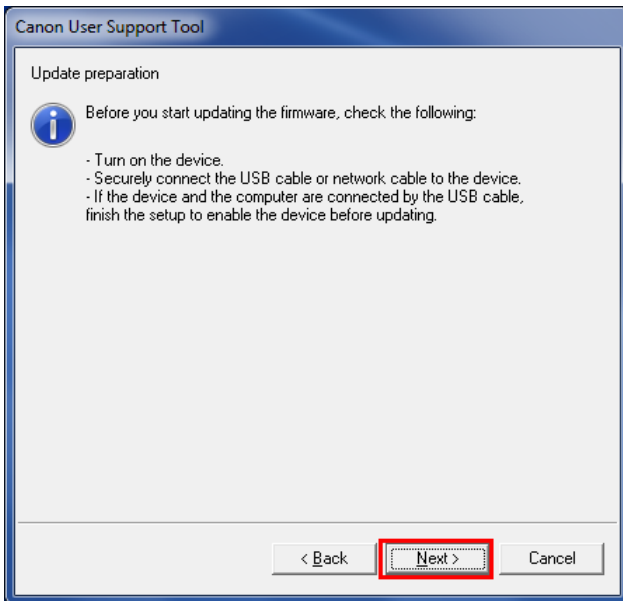 Canon User Support Tool
Update preparation
Before you start updating the firmware, check the following:
- Turn on the device.
- Securely connect the USB cable or network cable to the device.
- If the device and the computer are connected by the USB cable,
finish the setup to enable the device before updating.
< Back
Next >
Cancel